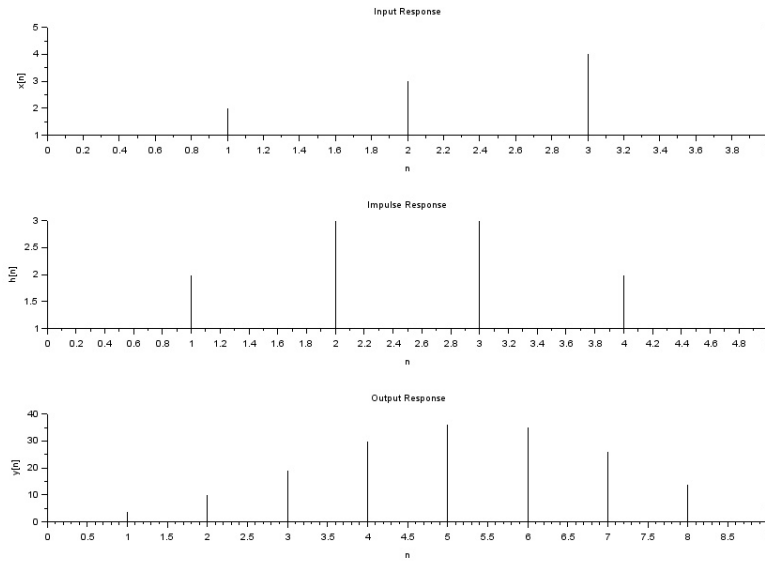 Input Response
5
4
3
2
1
x[n]
0 0.2 0.4 0.6 0.8 1 1.2 1.4 1.6 1.8 2 2.2 2.4 2.6 2.8 3 3.2 3.4 3.6 3.8
n
Impulse Response
3
2.5
2
1.5
1
h[n]
0 0.2 0.4 0.6 0.8 1 1.2 1.4 1.6 1.8 2 2.2 2.4 2.6 2.8 3 3.2 3.4 3.6 3.8 4 4.2 4.4 4.6 4.8
n
Output Response
40
30
20
10
0
y[n]
0 0.5 1 1.5 2 2.5 3 3.5 4 4.5 5 5.5 6 6.5 7 7.5 8 8.5
n